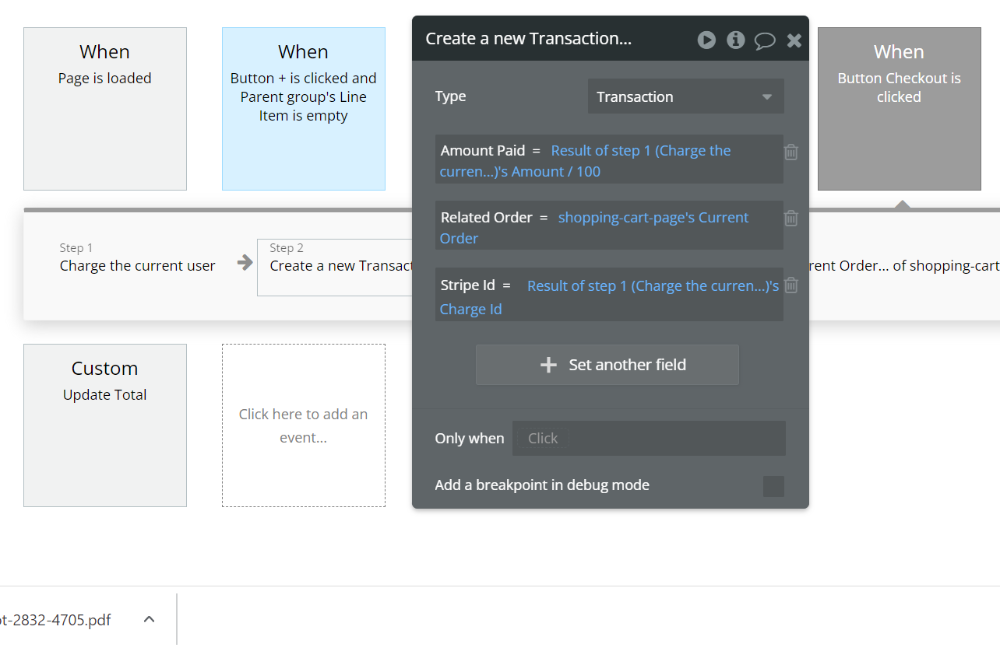 When
Page is loaded
When
Button + is clicked and
Parent group's Line
Item is empty
Create a new Transaction...
Type
Transaction
Amount Paid = Result of step 1 (Charge the
curren...)'s Amount / 100
Related Order = shopping-cart-page's Current
Order
Stripe Id = Result of step 1 (Charge the curren...)'s
Charge Id
Set another field
Only when Click
Add a breakpoint in debug mode
When
Button Checkout is
clicked
Step 1
Charge the current user
Step 2
Create a new Transact
rent Order... of shopping-cart
Custom
Update Total
Click here to add an
event...
t-2832-4705.pdf